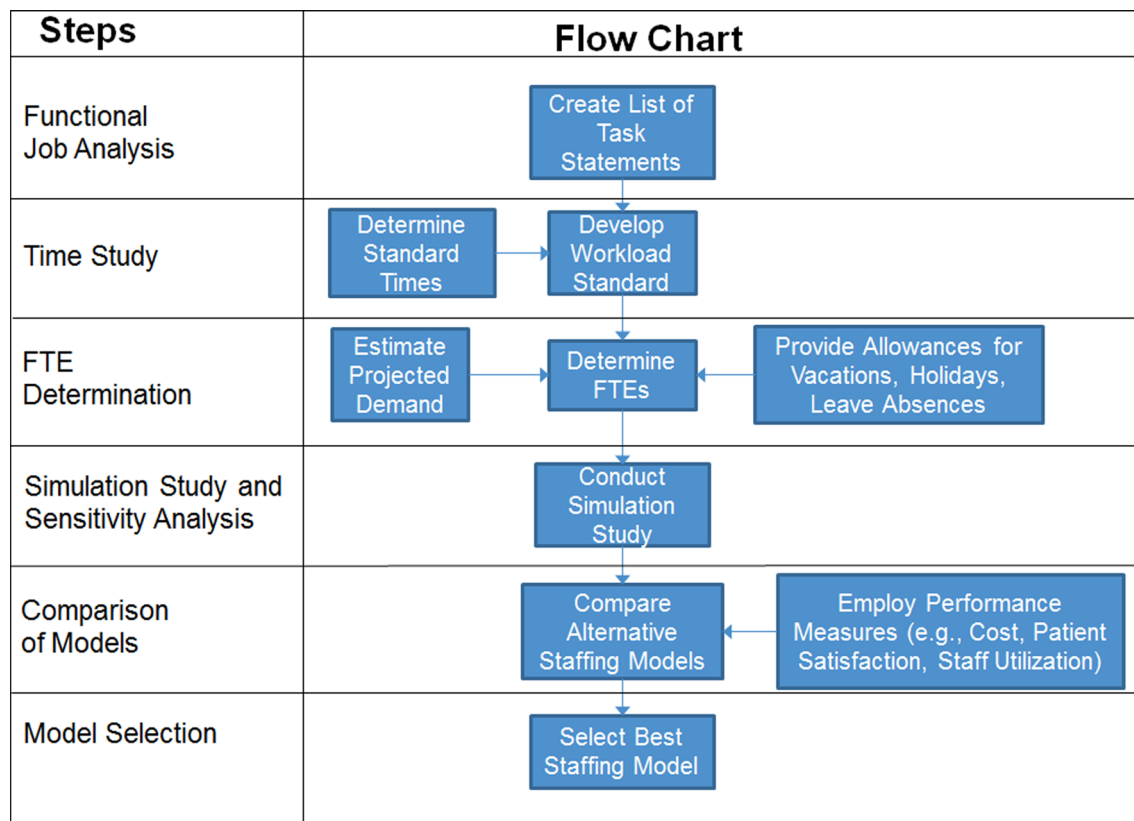 Steps
Flow Chart
Functional
Job Analysis
Create List of
Task
Statements
Time Study
Determine
Standard
Times
Develop
Workload
Standard
FTE
Determination
Estimate
Projected
Demand
Determine
FTEs
Provide Allowances for
Vacations, Holidays,
Leave Absences
Simulation Study and
Sensitivity Analysis
Conduct
Simulation
Study
Comparison
of Models
Compare
Alternative
Staffing Models
Employ Performance
Measures (e.g., Cost, Patient
Satisfaction, Staff Utilization)
Model Selection
Select Best
Staffing Model